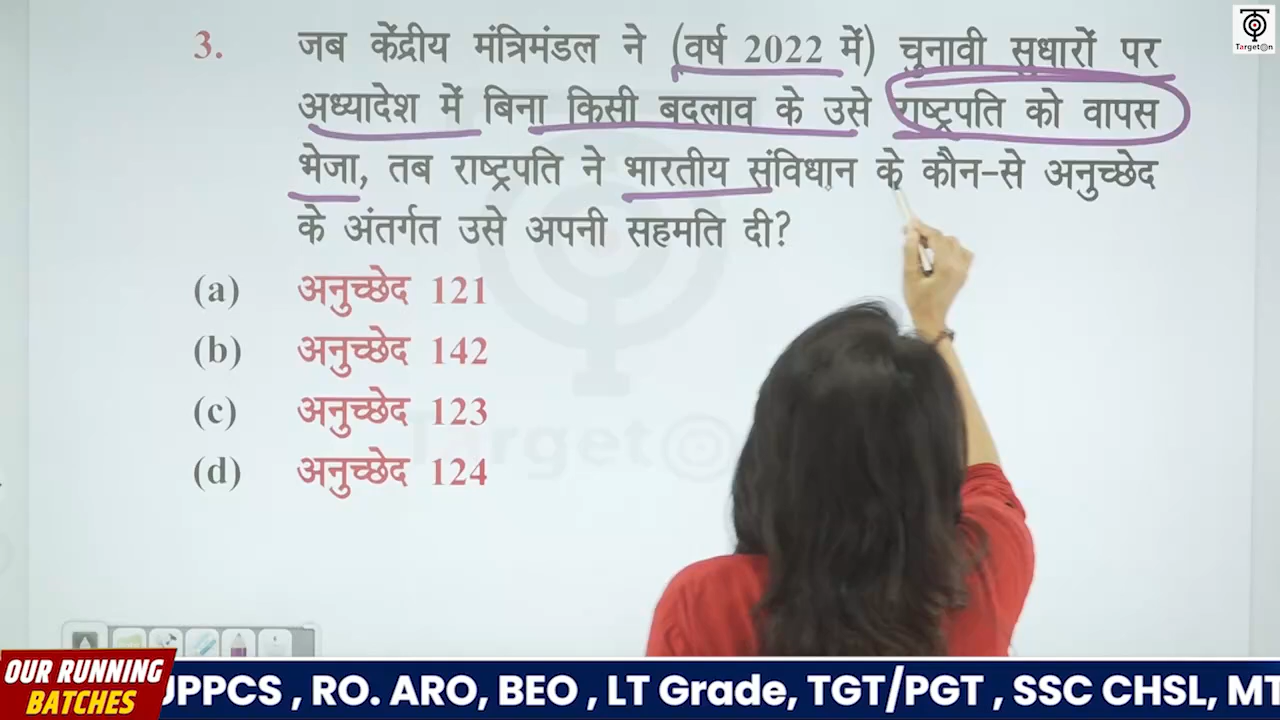 TargetOn
3. जब केंद्रीय मंत्रिमंडल ने (वर्ष 2022 में) चुनावी सुधारों पर
अध्यादेश में बिना किसी बदलाव के उसे राष्ट्रपति को वापस
भेजा, तब राष्ट्रपति ने भारतीय संविधान के कौन-से अनुच्छेद
के अंतर्गत उसे अपनी सहमति दी?
(a) अनुच्छेद 121
(b) अनुच्छेद 142
(c) अनुच्छेद 123
(d) अनुच्छेद 124
TargetOn
OUR RUNNING
BATCHES
UPPCS , RO. ARO, BEO , LT Grade, TGT/PGT , SSC CHSL, MT